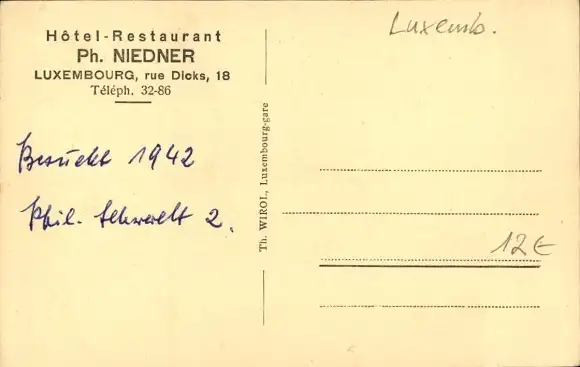 Hôtel-Restaurant
Ph. NIEDNER
LUXEMBOURG, rue Dicks, 18
Téléph. 32-86
Besucht 1942
Phil. 2.
Th. WIROL, Luxembourg-gare
Luxemb.
12€